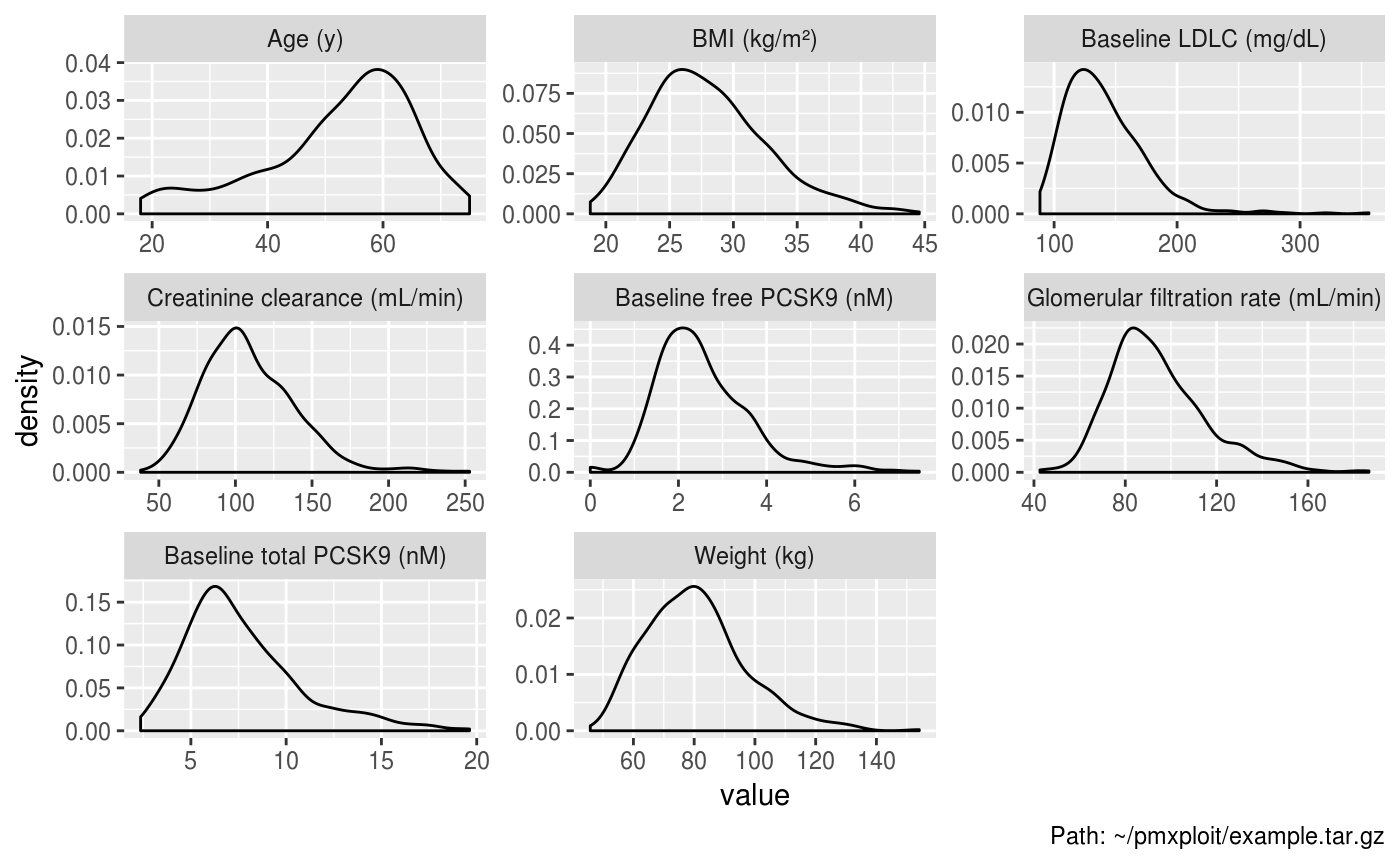 Age (y)
BMI (kg/m²)
Baseline LDLC (mg/dL)
0.04
0.03
0.02
0.01
0.00
20 40 60
0.075
0.050
0.025
0.000
20 25 30 35 40 45
0.010
0.005
0.000
100 200 300
Creatinine clearance (mL/min)
Baseline free PCSK9 (nM)
Glomerular filtration rate (mL/min)
density
0.015
0.010
0.005
0.000
50 100 150 200 250
0.4
0.3
0.2
0.1
0.0
0 2 4 6
0.020
0.015
0.010
0.005
0.000
40 80 120 160
Baseline total PCSK9 (nM)
Weight (kg)
0.15
0.10
0.05
0.00
5 10 15 20
0.02
0.01
0.00
60 80 100 120 140
value
Path: ~/pmxploit/example.tar.gz